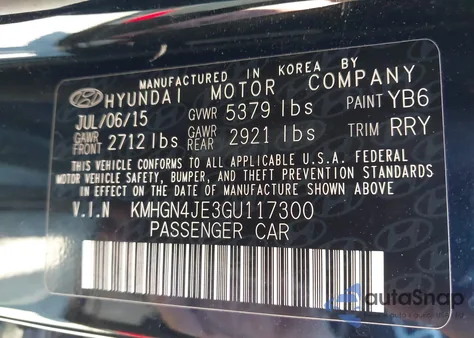 MANUFACTURED IN KOREA BY
HYUNDAI MOTOR COMPANY
JUL/06/15 GVWR 5379 lbs PAINT YB6
GAWR FRONT 2712 lbs GAWR REAR 2921 lbs TRIM RRY
THIS VEHICLE CONFORMS TO ALL APPLICABLE U.S.A. FEDERAL
MOTOR VEHICLE SAFETY, BUMPER, AND THEFT PREVENTION STANDARDS
IN EFFECT ON THE DATE OF MANUFACTURE SHOWN ABOVE
V.I.N KMHGN4JE3GU117300
PASSENGER CAR
autoSnap